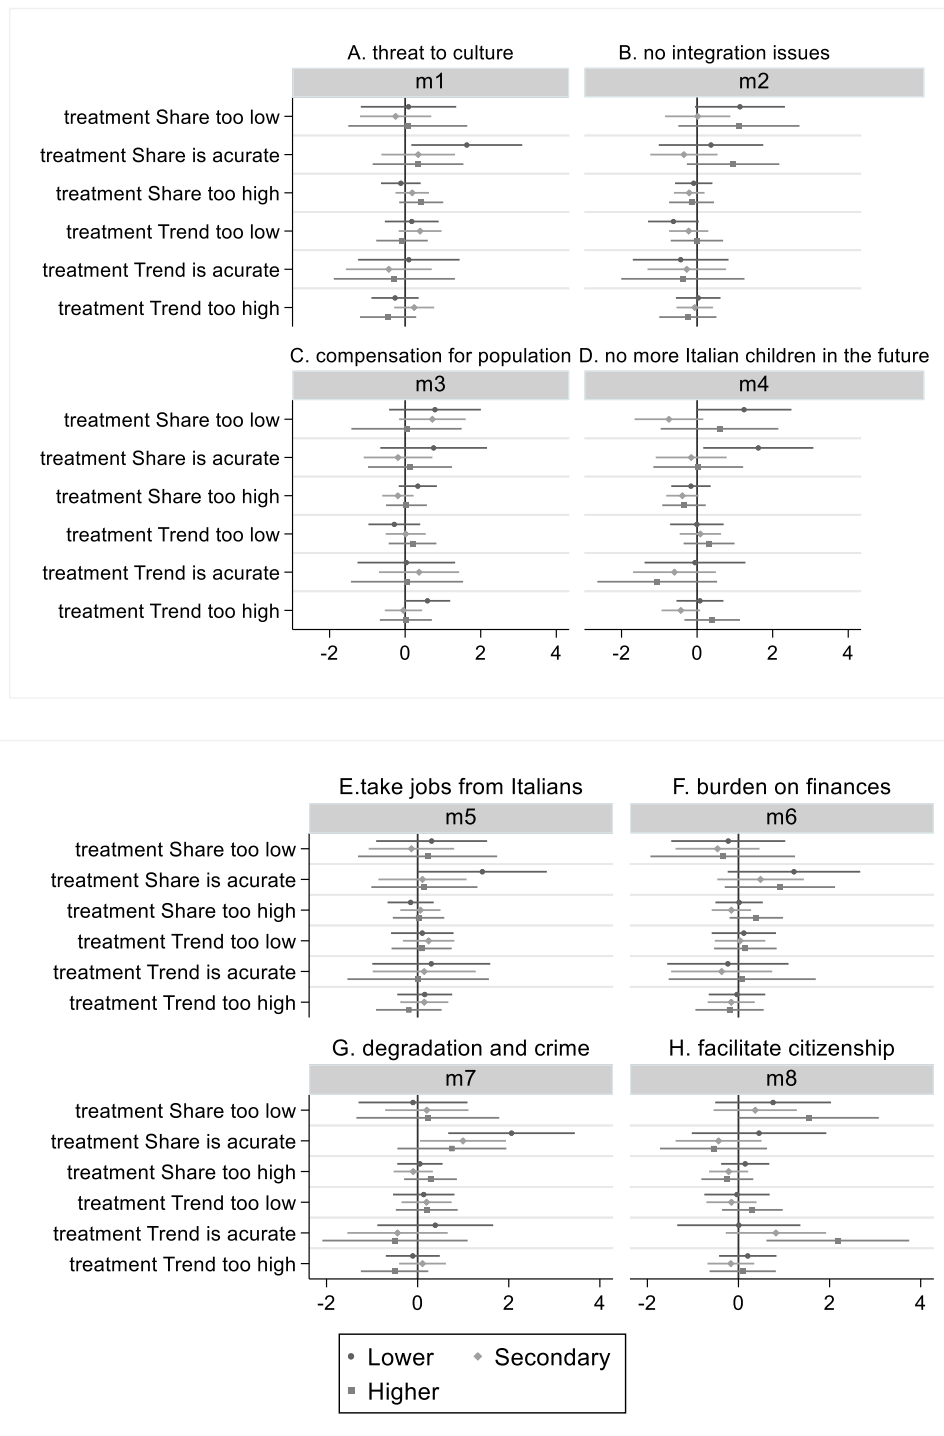 A. threat to culture B. no integration issues
m1 m2
treatment Share too low
treatment Share is acurate
treatment Share too high
treatment Trend too low
treatment Trend is acurate
treatment Trend too high
C. compensation for population D. no more Italian children in the future
m3 m4
treatment Share too low
treatment Share is acurate
treatment Share too high
treatment Trend too low
treatment Trend is acurate
treatment Trend too high
-2 0 2 4 -2 0 2 4
E.take jobs from Italians F. burden on finances
m5 m6
treatment Share too low
treatment Share is acurate
treatment Share too high
treatment Trend too low
treatment Trend is acurate
treatment Trend too high
G. degradation and crime H. facilitate citizenship
m7 m8
treatment Share too low
treatment Share is acurate
treatment Share too high
treatment Trend too low
treatment Trend is acurate
treatment Trend too high
-2 0 2 4 -2 0 2 4
Lower Secondary
Higher